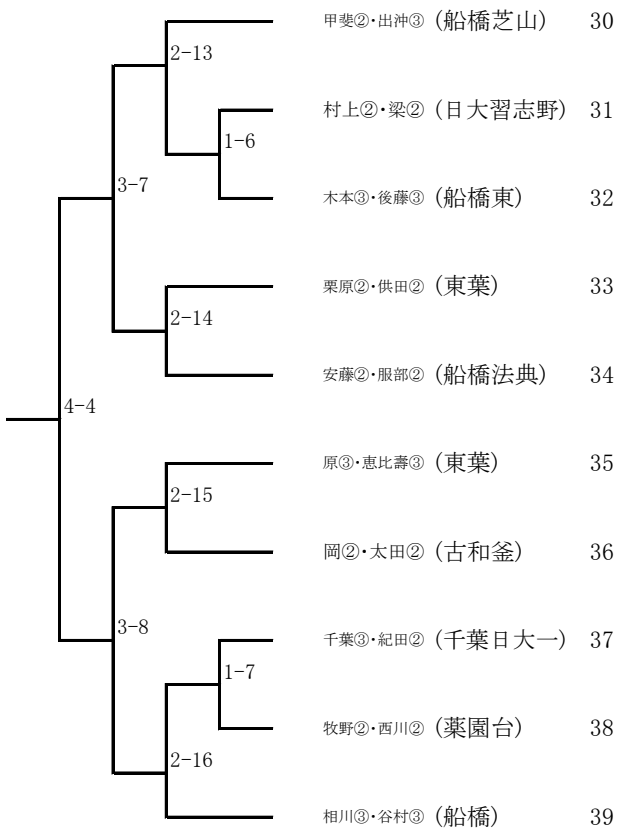 甲斐②・出沖③ (船橋芝山) 30
2-13
村上②・梁② (日大習志野) 31
1-6
木本③・後藤③ (船橋東) 32
3-7
栗原②・供田② (東葉) 33
2-14
安藤②・服部② (船橋法典) 34
4-4
原③・恵比壽③ (東葉) 35
2-15
岡②・太田② (古和釜) 36
3-8
千葉③・紀田② (千葉日大一) 37
1-7
牧野②・西川② (薬園台) 38
2-16
相川③・谷村③ (船橋) 39